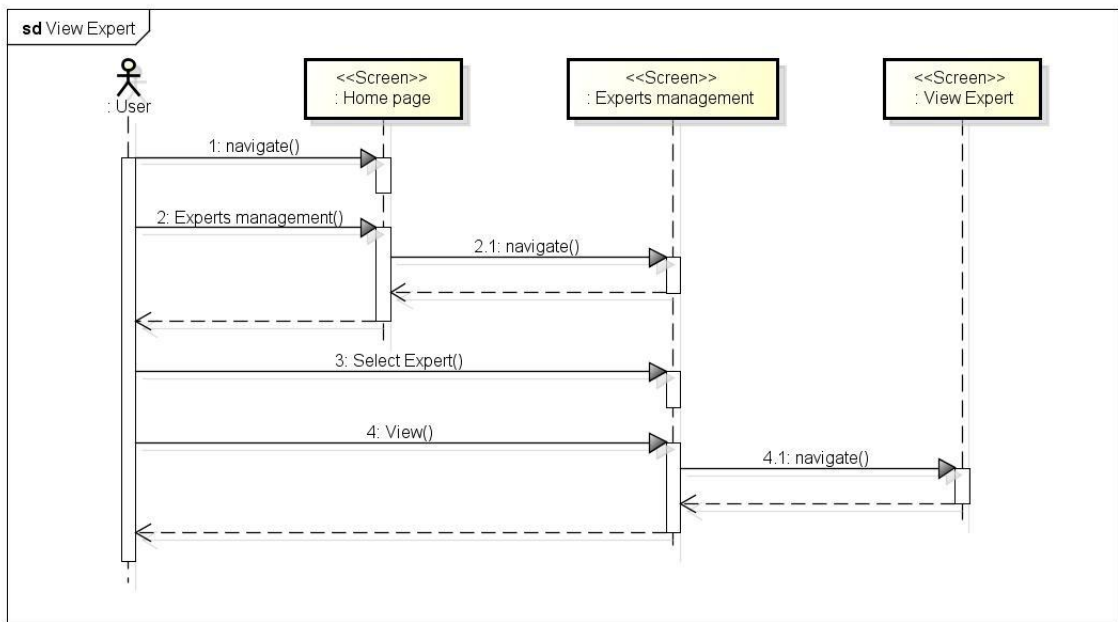 sd View Expert
: User
<<Screen>>
: Home page
<<Screen>>
: Experts management
<<Screen>>
: View Expert
1: navigate()
2: Experts management()
2.1: navigate()
3: Select Expert()
4: View()
4.1: navigate()